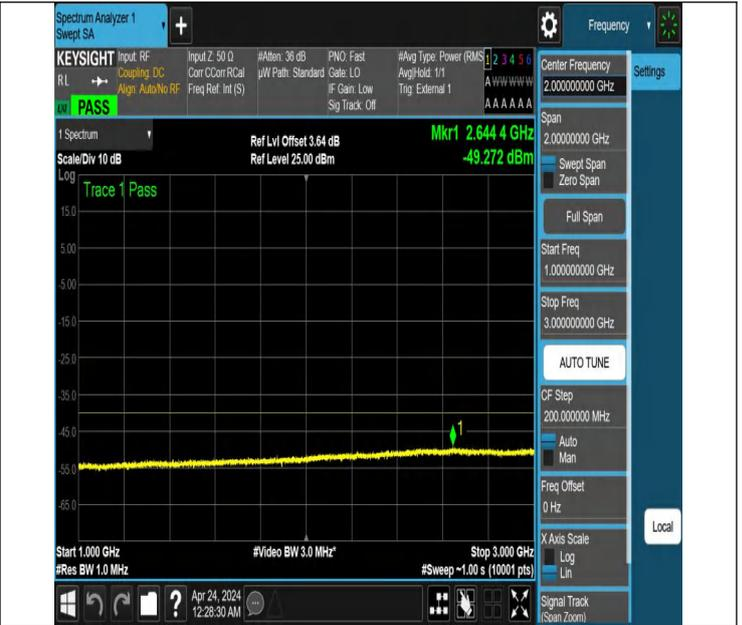 Spectrum Analyzer 1
Swept SA
+
Frequency
KEYSIGHT
RL
PASS
Input: RF
Coupling: DC
Align: Auto/No RF
Input Z: 50 Ω
Corr CCorr RCal
Freq Ref: Int (S)
#Atten: 36 dB
µW Path: Standard
PNO: Fast
Gate: LO
IF Gain: Low
Sig Track: Off
#Avg Type: Power (RMS
Avg|Hold: 1/1
Trig: External 1
1 2 3 4 5 6
A W W W W W
A A A A A A
1 Spectrum
Scale/Div 10 dB
Ref Lvl Offset 3.64 dB
Ref Level 25.00 dBm
Mkr1 2.644 4 GHz
-49.272 dBm
Log
Trace 1 Pass
15.0
5.00
-5.00
-15.0
-25.0
-35.0
-45.0
-55.0
-65.0
1
Start 1.000 GHz
#Res BW 1.0 MHz
#Video BW 3.0 MHz*
Stop 3.000 GHz
#Sweep ~1.00 s (10001 pts)
?
Apr 24, 2024
12:28:30 AM
Center Frequency
2.000000000 GHz
Settings
Span
2.00000000 GHz
Swept Span
Zero Span
Full Span
Start Freq
1.000000000 GHz
Stop Freq
3.000000000 GHz
AUTO TUNE
CF Step
200.000000 MHz
Auto
Man
Freq Offset
0 Hz
X Axis Scale
Log
Lin
Local
Signal Track
(Span Zoom)